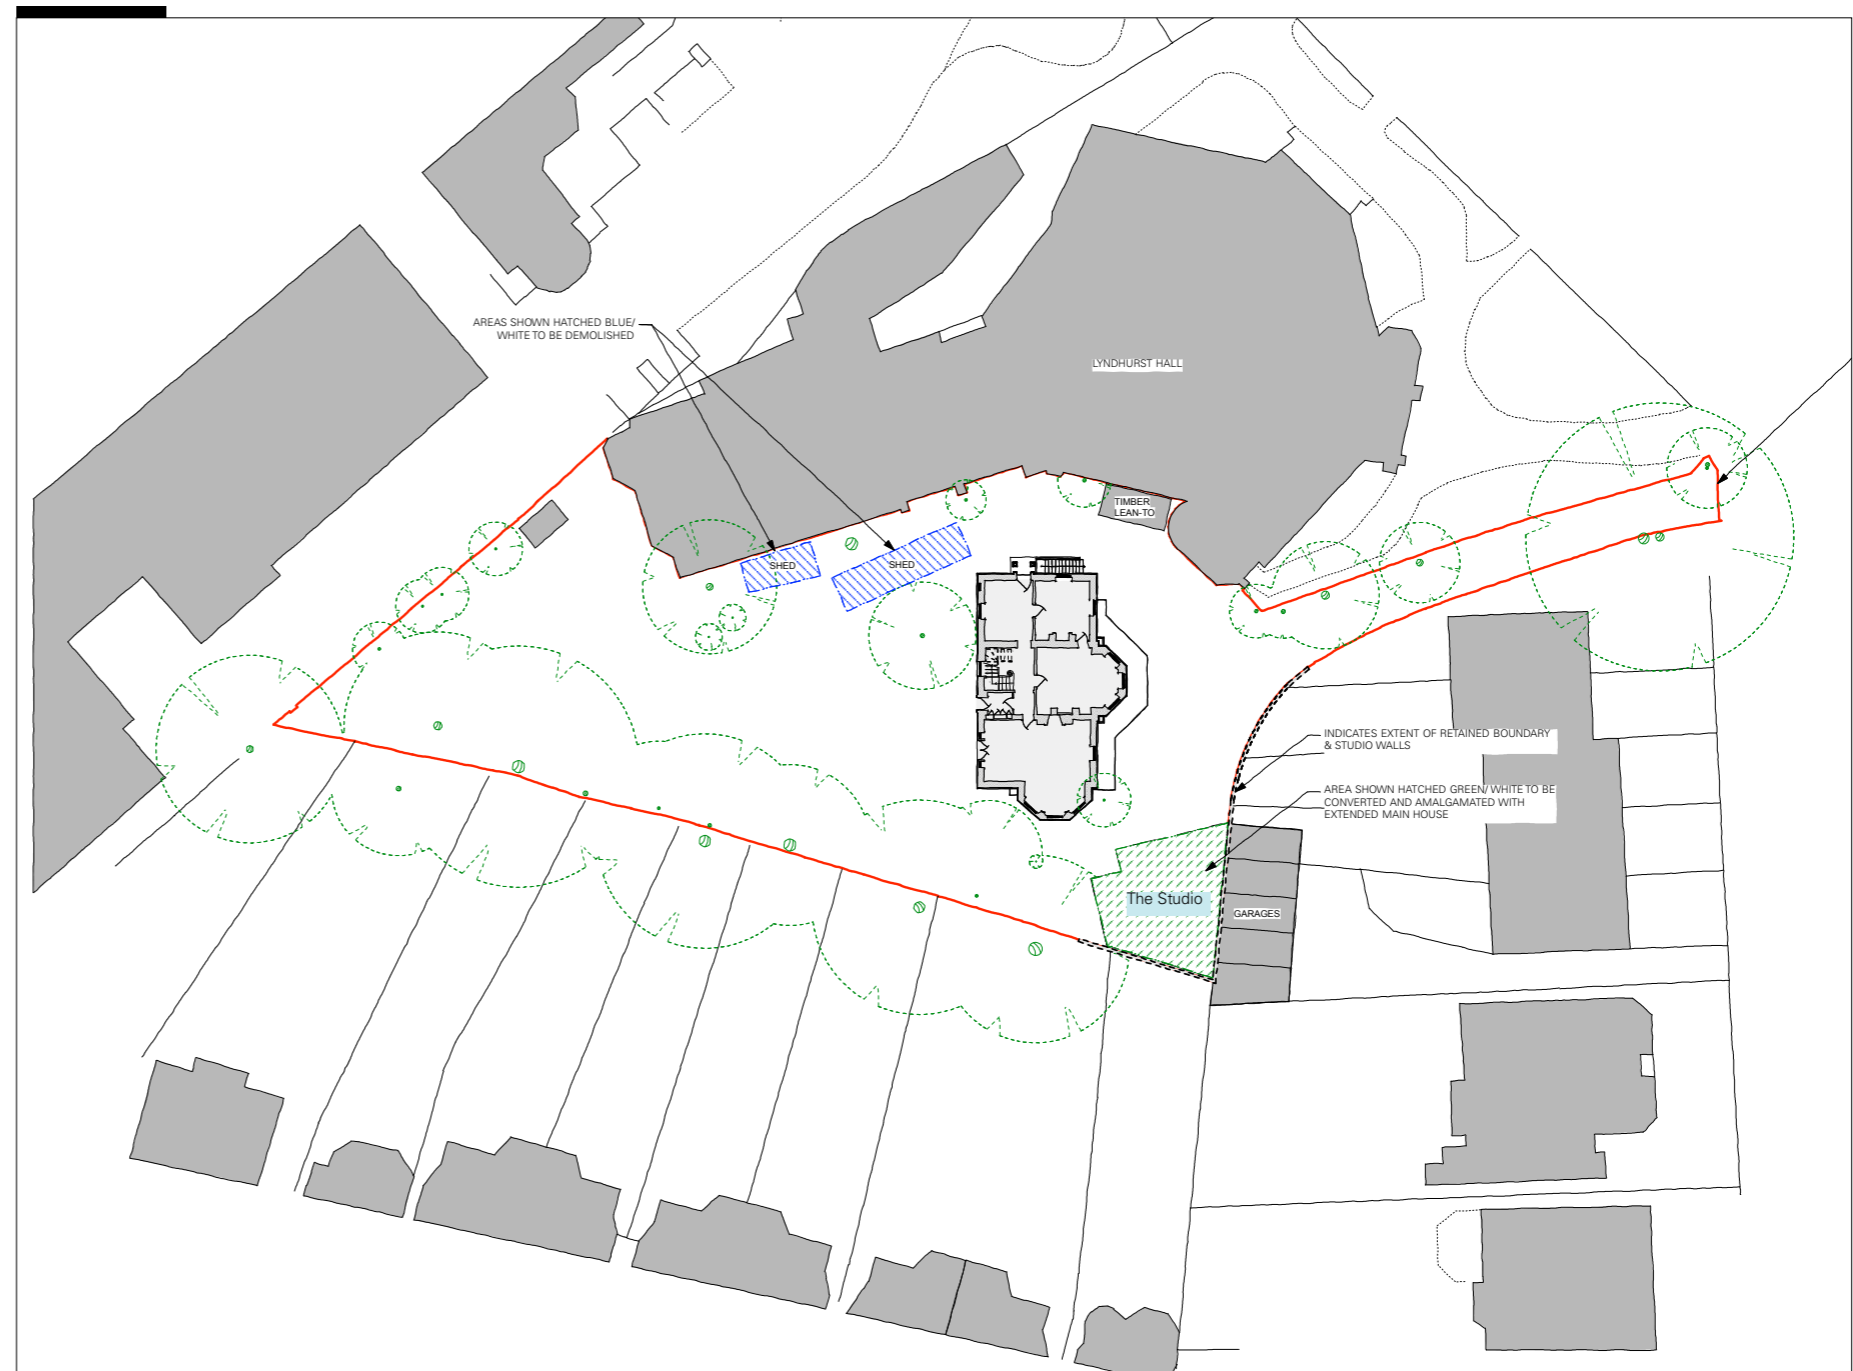 AREAS SHOWN HATCHED BLUE/
WHITE TO BE DEMOLISHED
LYNDHURST HALL
TIMBER
LEAN-TO
SHED
SHED
INDICATES EXTENT OF RETAINED BOUNDARY
& STUDIO WALLS
AREA SHOWN HATCHED GREEN/ WHITE TO BE
CONVERTED AND AMALGAMATED WITH
EXTENDED MAIN HOUSE
The Studio
GARAGES